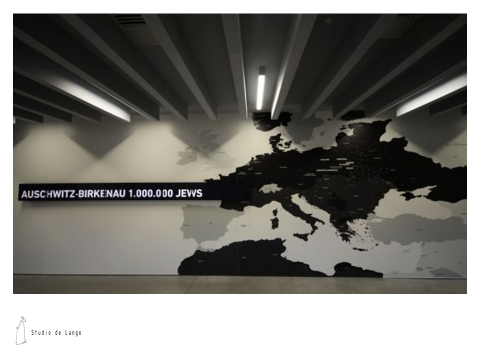 AUSCHWITZ-BIRKENAU 1.000.000 JEWS
Studio de Lange